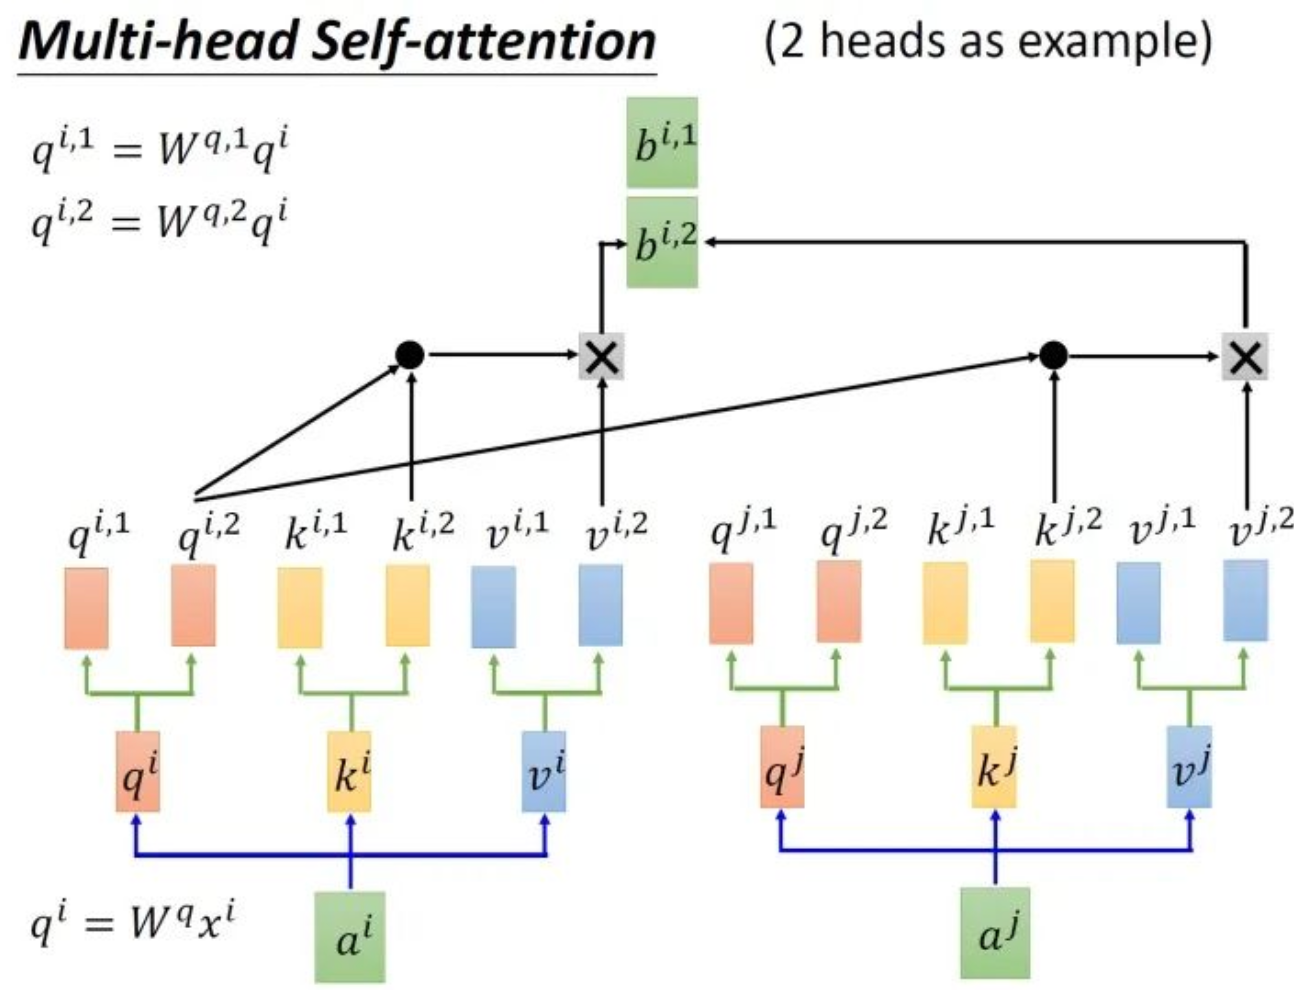 Multi-head Self-attention (2 heads as example)
q^{i,1} = W^{q,1}q^i
q^{i,2} = W^{q,2}q^i
b^{i,1}
b^{i,2}
q^{i,1} q^{i,2} k^{i,1} k^{i,2} v^{i,1} v^{i,2} q^{j,1} q^{j,2} k^{j,1} k^{j,2} v^{j,1} v^{j,2}
q^i k^i v^i q^j k^j v^j
q^i = W^q x^i
a^i a^j